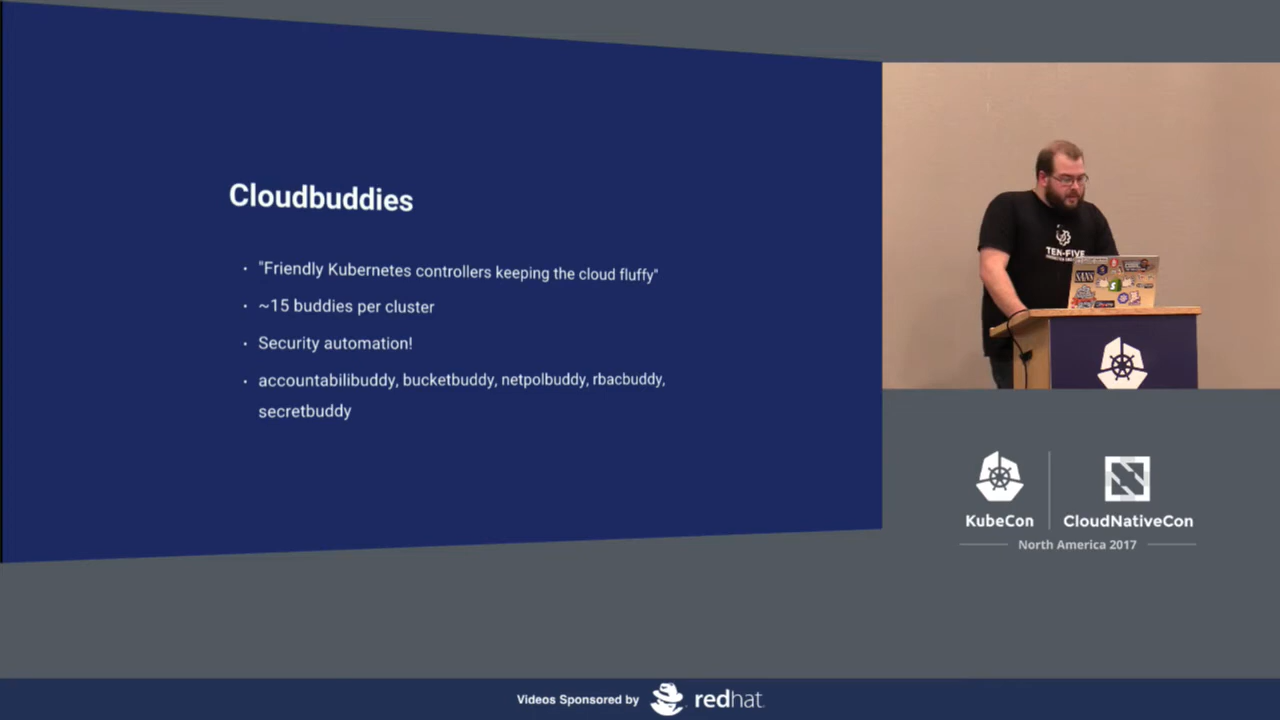 Cloudbuddies
• "Friendly Kubernetes controllers keeping the cloud fluffy"
• ~15 buddies per cluster
• Security automation!
• accountabilibuddy, bucketbuddy, netpolbuddy, rbacbuddy,
secretbuddy
TEN-FIVE
SANS
KubeCon
CloudNativeCon
North America 2017
Videos Sponsored by redhat.